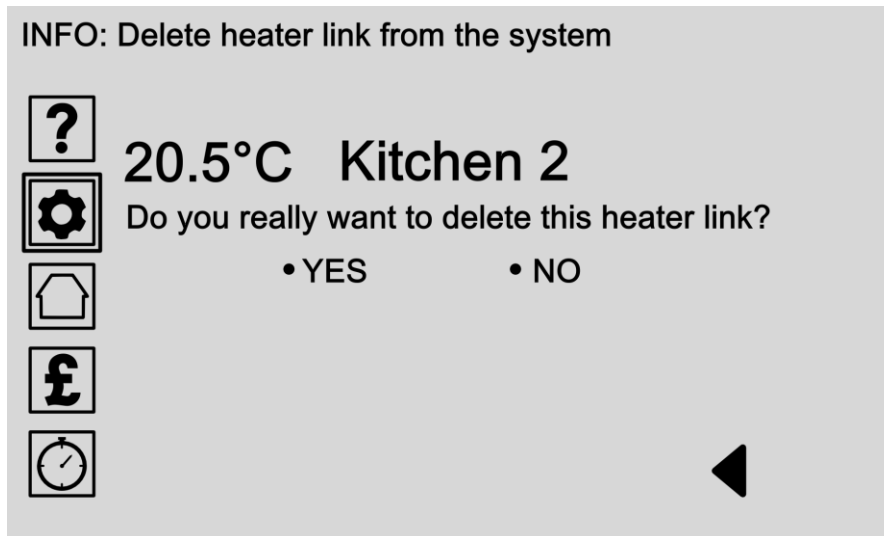 INFO: Delete heater link from the system
?
20.5°C Kitchen 2
Do you really want to delete this heater link?
• YES • NO
£